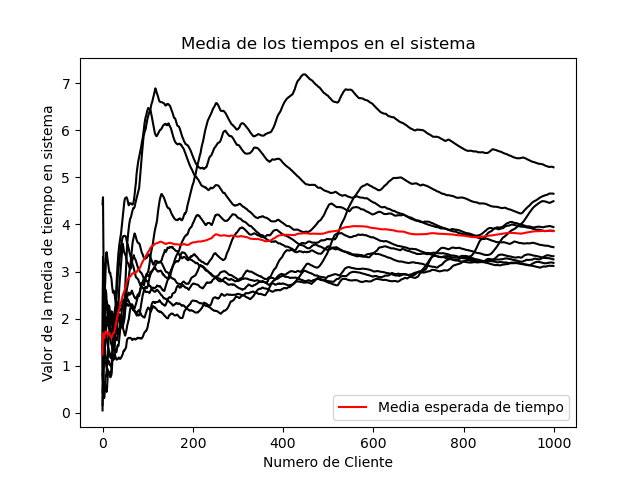 Media de los tiempos en el sistema
Valor de la media de tiempo en sistema
7
6
5
4
3
2
1
0
Media esperada de tiempo
0 200 400 600 800 1000
Numero de Cliente